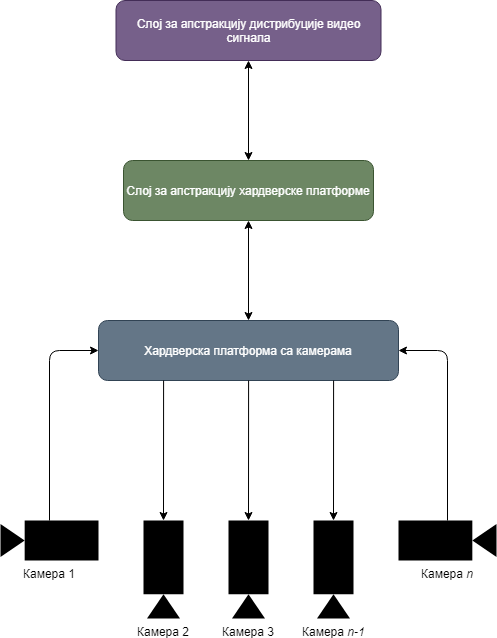 Слој за апстракцију дистрибуције видео
сигнала
Слој за апстракцију хардверске платформе
Хардверска платформа са камерама
Камера 1
Камера n
Камера 2
Камера 3
Камера n-1